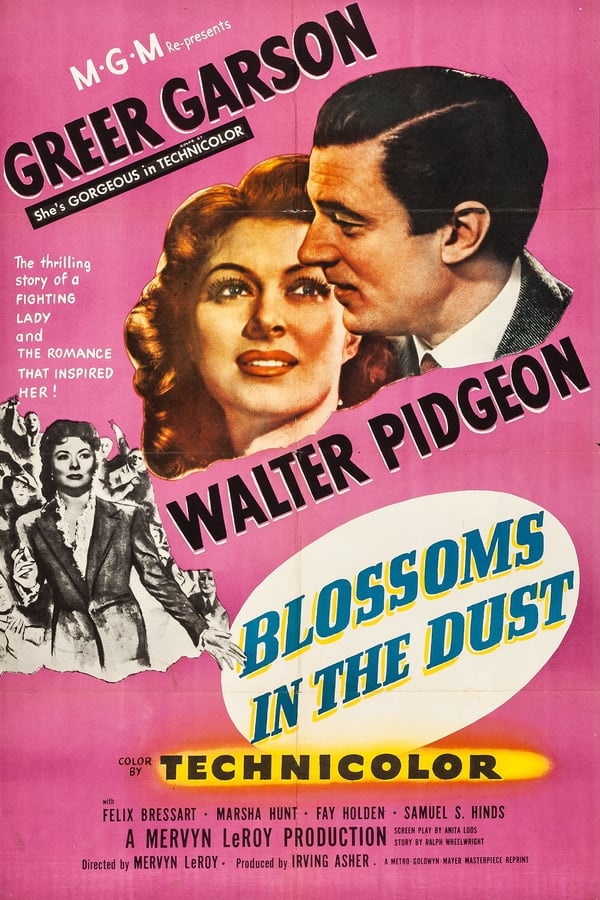 M·G·M Re-presents
GREER GARSON
She's GORGEOUS in TECHNICOLOR
The thrilling
story of a
FIGHTING
LADY
and
THE ROMANCE
THAT INSPIRED
HER!
WALTER PIDGEON
BLOSSOMS
IN THE DUST
COLOR
BY TECHNICOLOR
with
FELIX BRESSART · MARSHA HUNT · FAY HOLDEN · SAMUEL S. HINDS
A MERVYN LeROY PRODUCTION
SCREEN PLAY BY ANITA LOOS
STORY BY RALPH WHEELWRIGHT
Directed by MERVYN LeROY · Produced by IRVING ASHER · A METRO-GOLDWYN-MAYER MASTERPIECE REPRINT